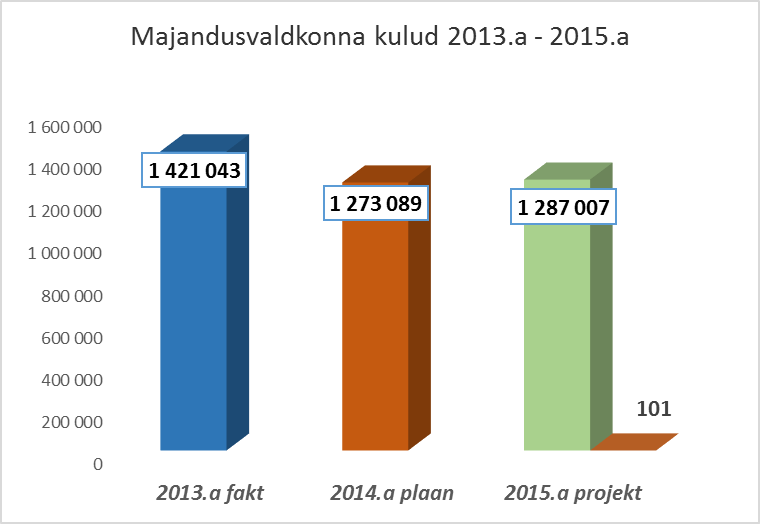 Majandusvaldkonna kulud 2013.a - 2015.a
1 600 000
1 400 000
1 200 000
1 000 000
800 000
600 000
400 000
200 000
0
1 421 043
1 273 089
1 287 007
101
2013.a fakt
2014.a plaan
2015.a projekt